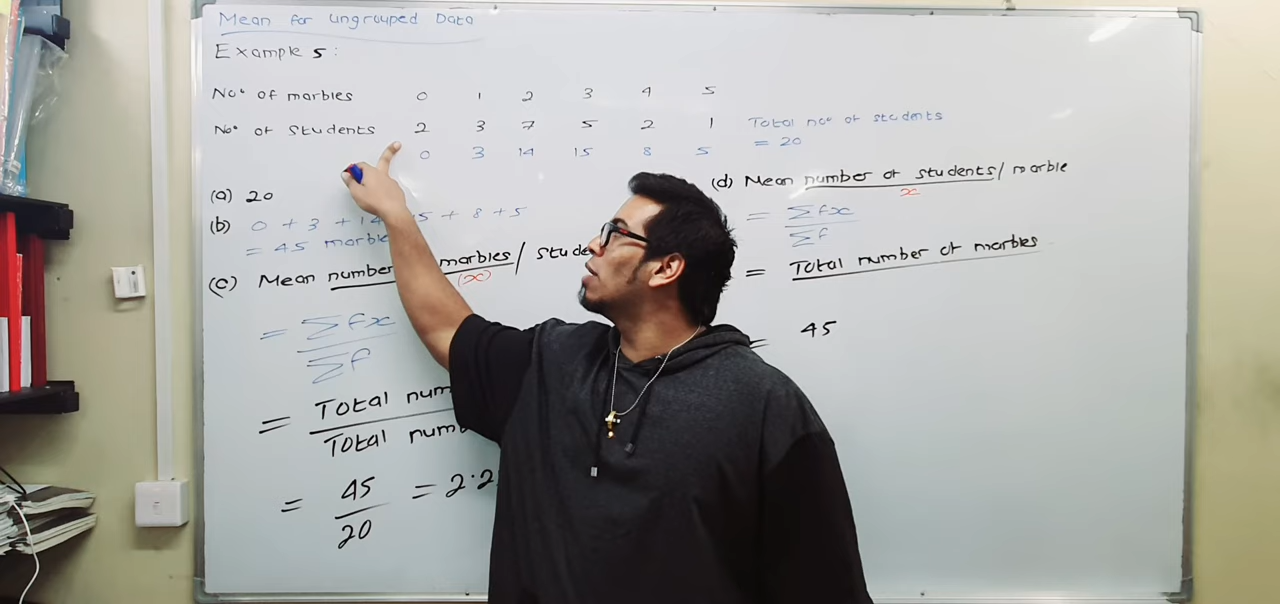 Mean for ungrouped Data
Example 5:
No. of marbles 0 1 2 3 4 5
No. of students 2 3 7 5 2 1
0 3 14 15 8 5
Total no. of students
= 20
(a) 20
(b) 0 + 3 + 14 5 + 8 + 5
= 45 marble
(c) Mean number marbles / stude
(x)
= Σfx
Σf
= Total num
Total num
= 45 = 2.2
20
(d) Mean number of students / marble
x
= Σfx
Σf
= Total number of marbles
= 45